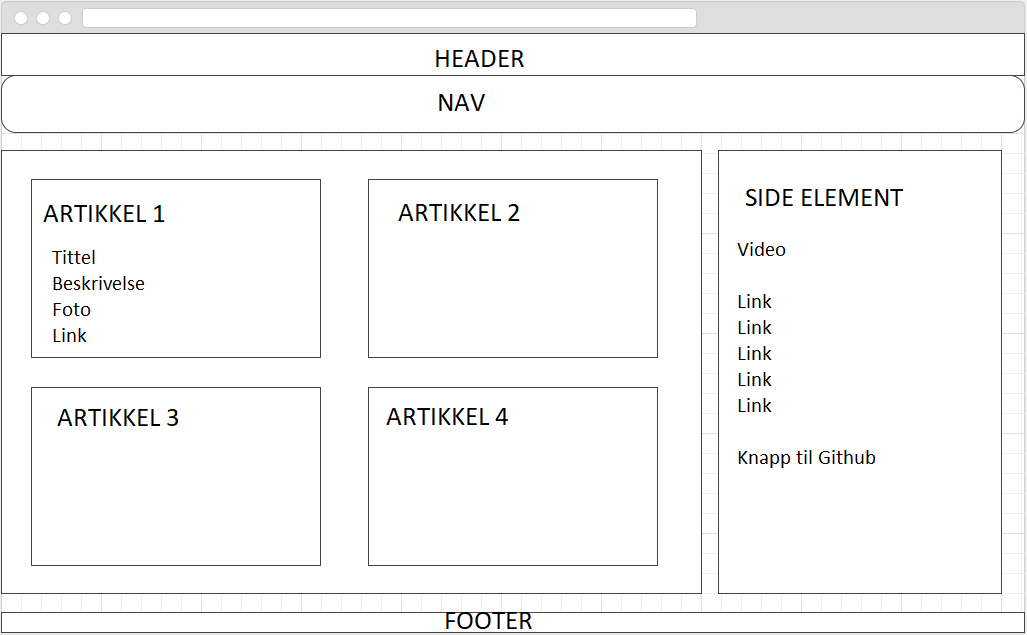 HEADER
NAV
ARTIKKEL 1
Tittel
Beskrivelse
Foto
Link
ARTIKKEL 2
ARTIKKEL 3
ARTIKKEL 4
SIDE ELEMENT
Video
Link
Link
Link
Link
Link
Knapp til Github
FOOTER